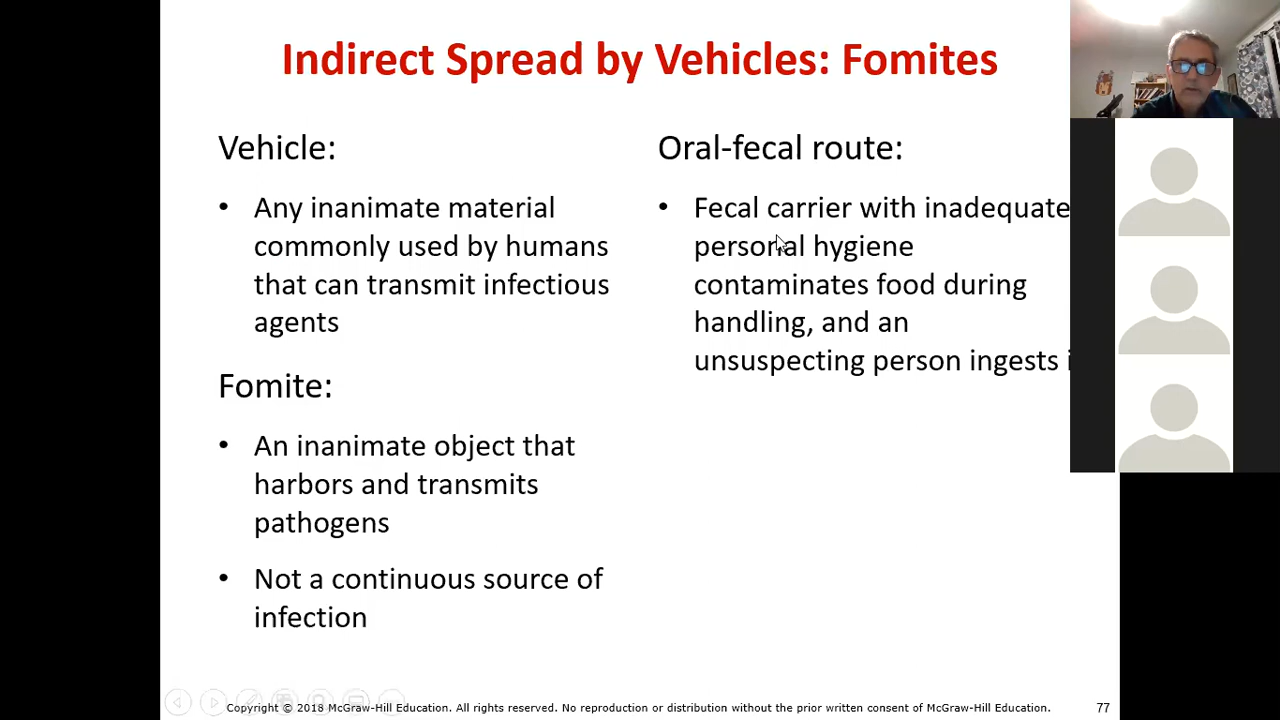 Indirect Spread by Vehicles: Fomites
Vehicle:
• Any inanimate material
commonly used by humans
that can transmit infectious
agents
Fomite:
• An inanimate object that
harbors and transmits
pathogens
• Not a continuous source of
infection
Oral-fecal route:
• Fecal carrier with inadequate
personal hygiene
contaminates food during
handling, and an
unsuspecting person ingests
Copyright © 2018 McGraw-Hill Education. All rights reserved. No reproduction or distribution without the prior written consent of McGraw-Hill Education.
77